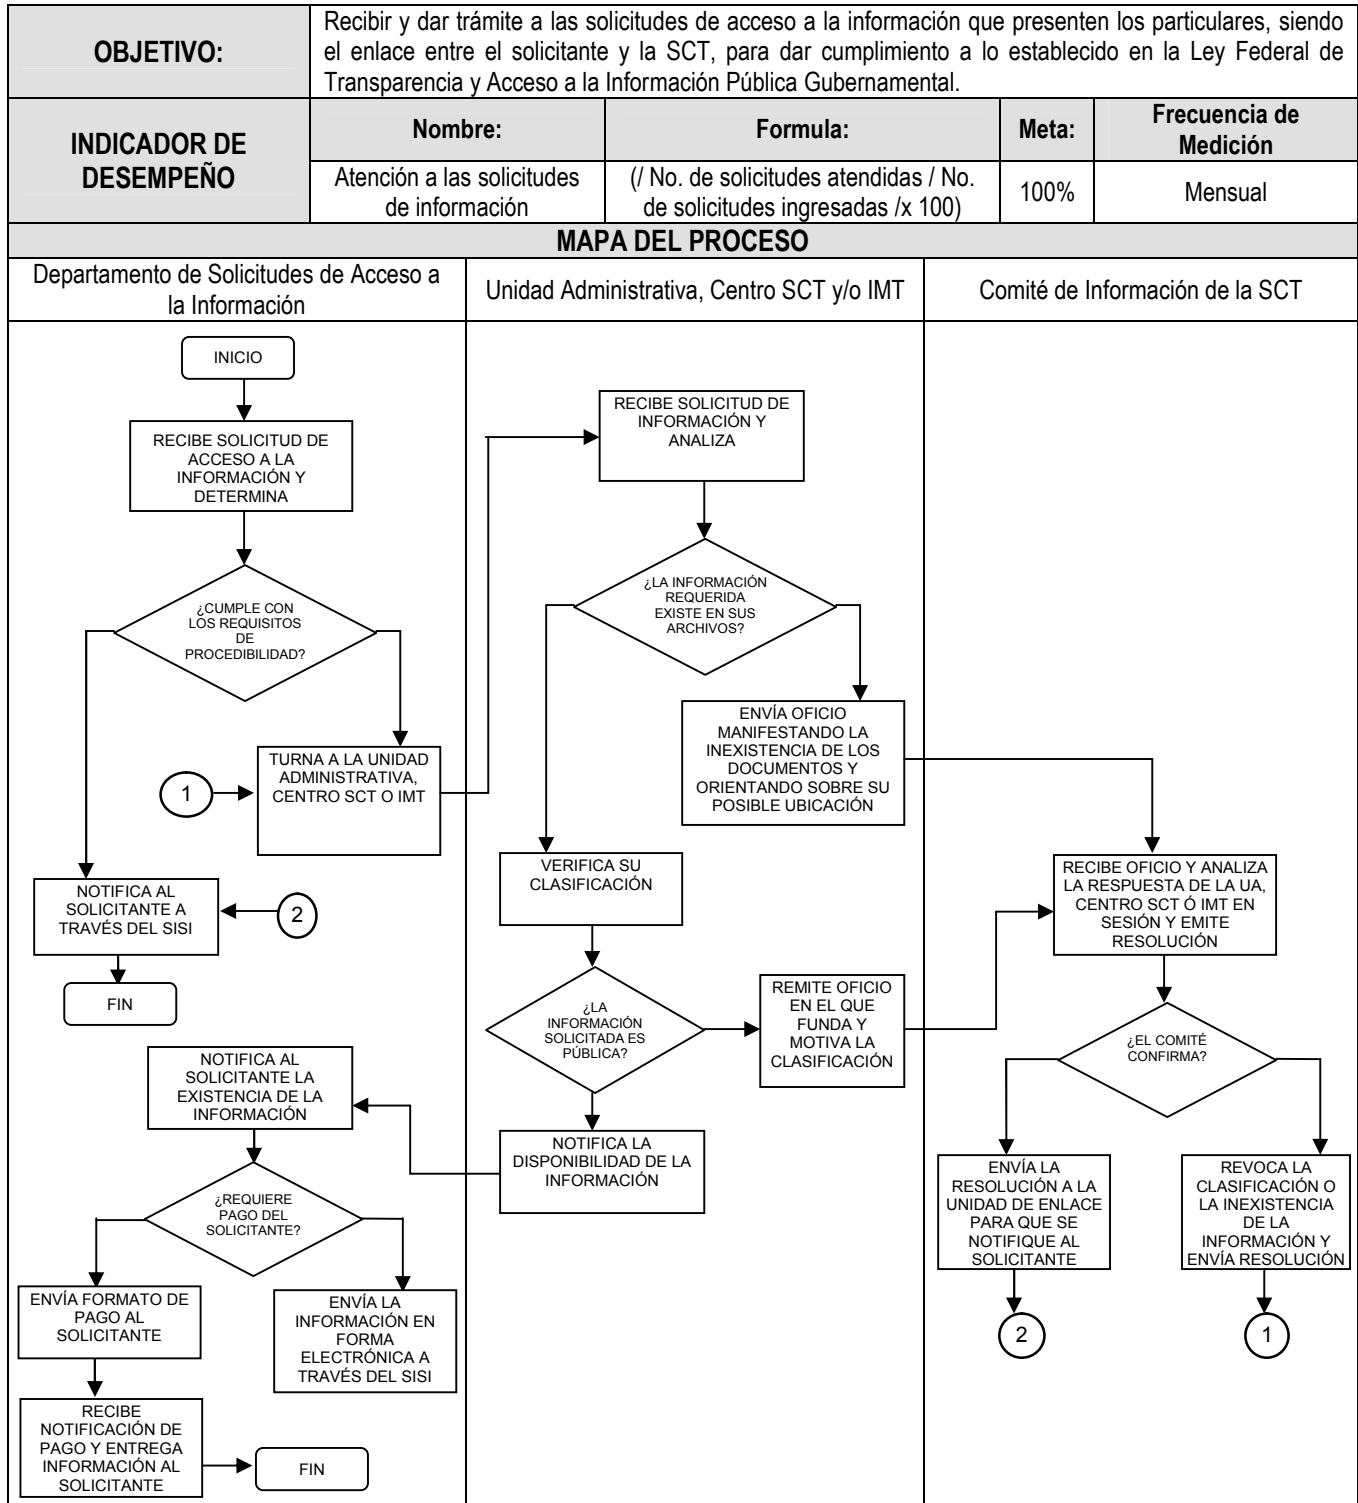 OBJETIVO:
Recibir y dar trámite a las solicitudes de acceso a la información que presenten los particulares, siendo
el enlace entre el solicitante y la SCT, para dar cumplimiento a lo establecido en la Ley Federal de
Transparencia y Acceso a la Información Pública Gubernamental.
INDICADOR DE
DESEMPEÑO
Nombre:
Formula:
Meta:
Frecuencia de
Medición
Atención a las solicitudes
de información
(/ No. de solicitudes atendidas / No.
de solicitudes ingresadas /x 100)
100%
Mensual
MAPA DEL PROCESO
Departamento de Solicitudes de Acceso a
la Información
Unidad Administrativa, Centro SCT y/o IMT
Comité de Información de la SCT
INICIO
RECIBE SOLICITUD DE
ACCESO A LA
INFORMACIÓN Y
DETERMINA
¿CUMPLE CON
LOS REQUISITOS
DE
PROCEDIBILIDAD?
TURNA A LA UNIDAD
ADMINISTRATIVA,
CENTRO SCT O IMT
1
NOTIFICA AL
SOLICITANTE A
TRAVÉS DEL SISI
2
FIN
NOTIFICA AL
SOLICITANTE LA
EXISTENCIA DE LA
INFORMACIÓN
¿REQUIERE
PAGO DEL
SOLICITANTE?
ENVÍA FORMATO DE
PAGO AL
SOLICITANTE
ENVÍA LA
INFORMACIÓN EN
FORMA
ELECTRÓNICA A
TRAVÉS DEL SISI
RECIBE
NOTIFICACIÓN DE
PAGO Y ENTREGA
INFORMACIÓN AL
SOLICITANTE
FIN
RECIBE SOLICITUD DE
INFORMACIÓN Y
ANALIZA
¿LA INFORMACIÓN
REQUERIDA
EXISTE EN SUS
ARCHIVOS?
ENVÍA OFICIO
MANIFESTANDO LA
INEXISTENCIA DE LOS
DOCUMENTOS Y
ORIENTANDO SOBRE SU
POSIBLE UBICACIÓN
VERIFICA SU
CLASIFICACIÓN
¿LA
INFORMACIÓN
SOLICITADA ES
PÚBLICA?
REMITE OFICIO
EN EL QUE
FUNDA Y
MOTIVA LA
CLASIFICACIÓN
NOTIFICA LA
DISPONIBILIDAD DE LA
INFORMACIÓN
RECIBE OFICIO Y ANALIZA
LA RESPUESTA DE LA UA,
CENTRO SCT Ó IMT EN
SESIÓN Y EMITE
RESOLUCIÓN
¿EL COMITÉ
CONFIRMA?
ENVÍA LA
RESOLUCIÓN A LA
UNIDAD DE ENLACE
PARA QUE SE
NOTIFIQUE AL
SOLICITANTE
REVOCA LA
CLASIFICACIÓN O
LA INEXISTENCIA
DE LA
INFORMACIÓN Y
ENVÍA RESOLUCIÓN
2
1